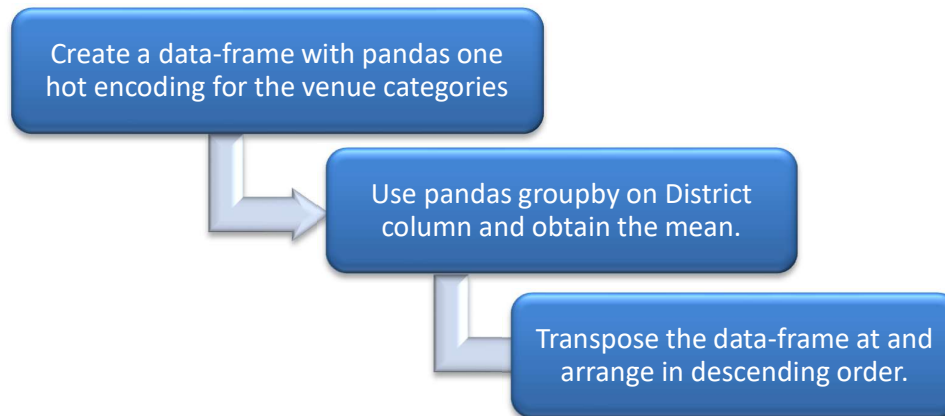 Create a data-frame with pandas one
hot encoding for the venue categories
Use pandas groupby on District
column and obtain the mean.
Transpose the data-frame at and
arrange in descending order.